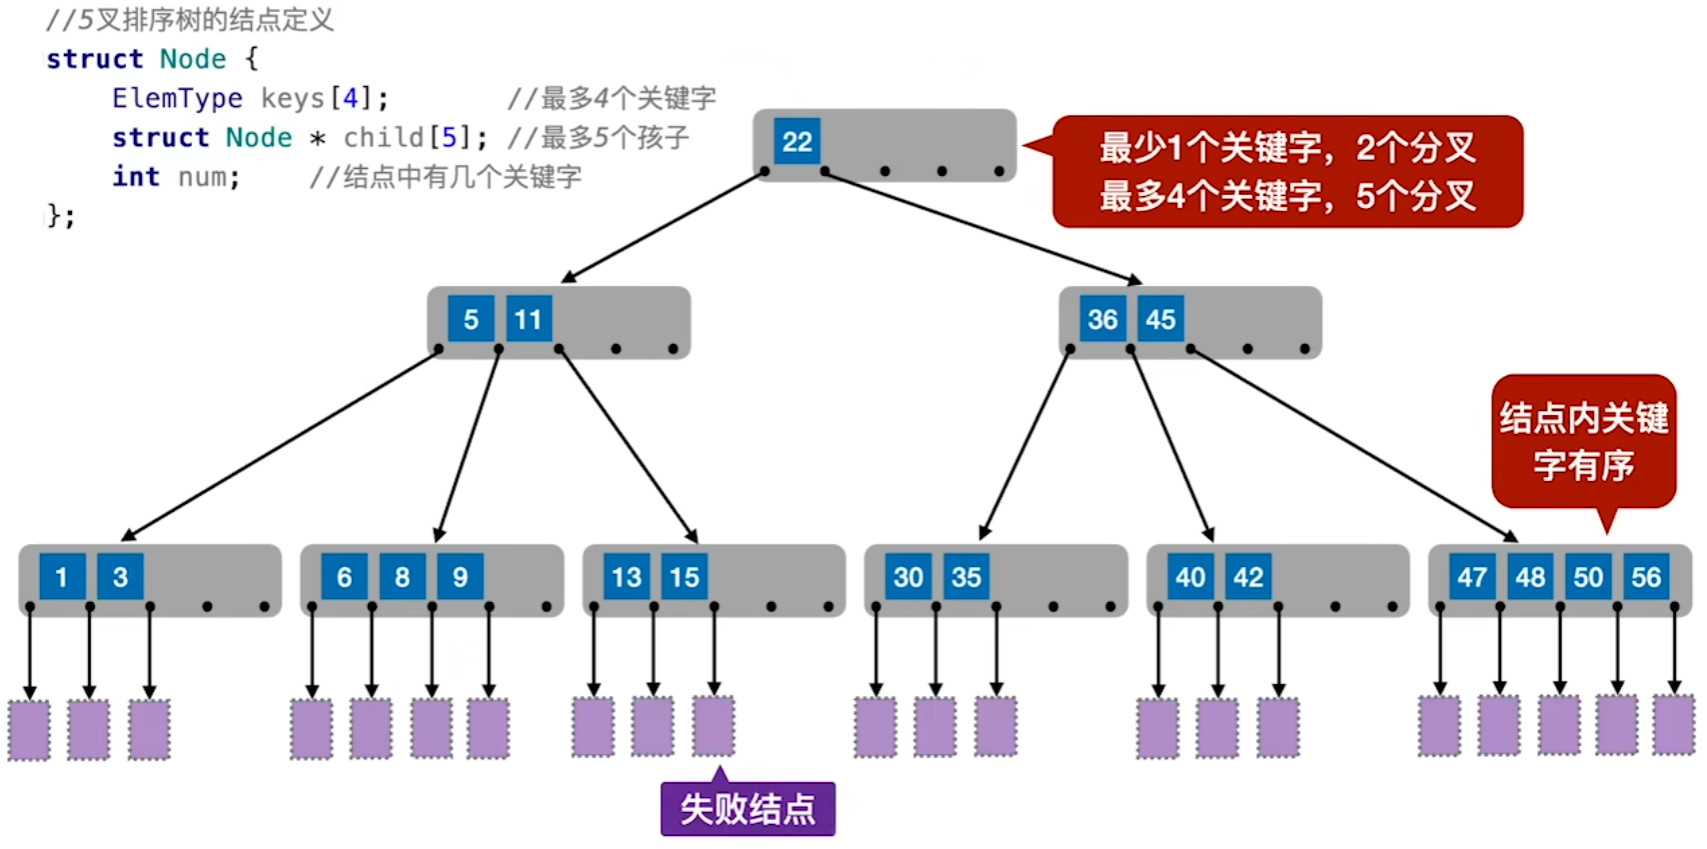 //5叉排序树的结点定义
struct Node {
ElemType keys[4]; //最多4个关键字
struct Node * child[5]; //最多5个孩子
int num; //结点中有几个关键字
};
22
最少1个关键字，2个分叉
最多4个关键字，5个分叉
5 11
36 45
结点内关键
字有序
1 3
6 8 9
13 15
30 35
40 42
47 48 50 56
失败结点